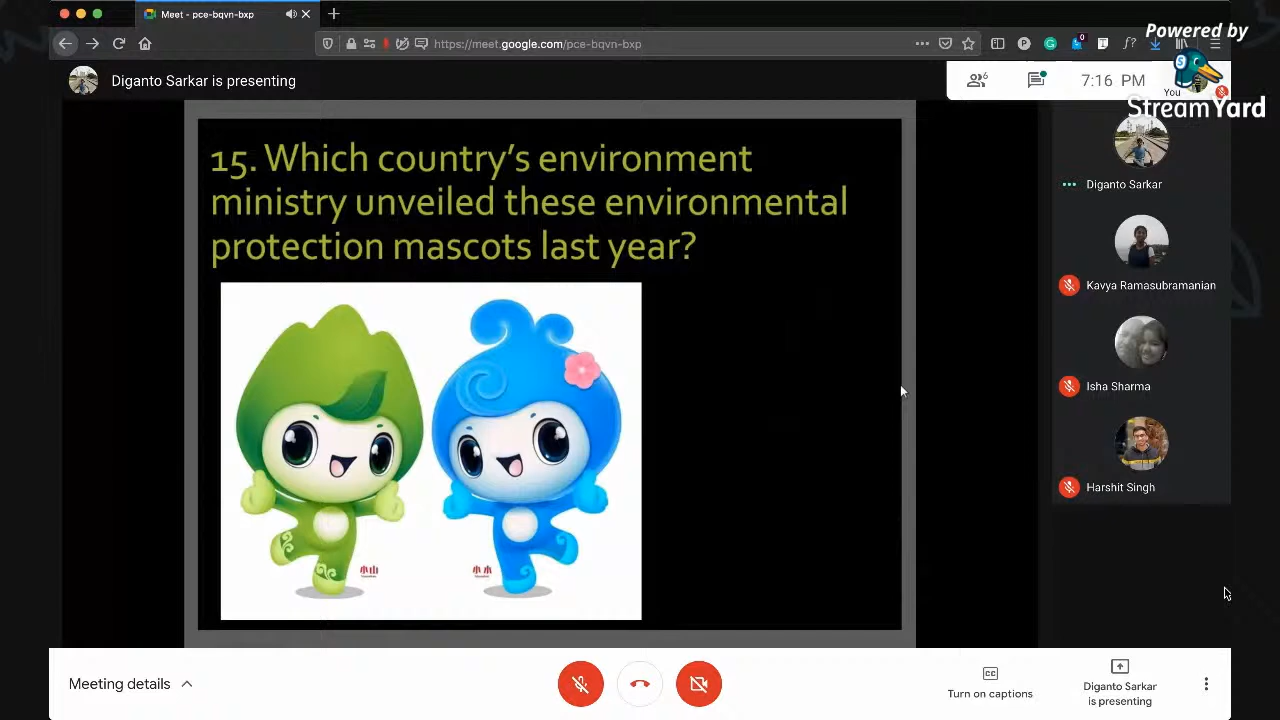 Meet - pce-bqvn-bxp
https://meet.google.com/pce-bqvn-bxp
Powered by
StreamYard
Diganto Sarkar is presenting
6
7:16 PM
You
15. Which country's environment
ministry unveiled these environmental
protection mascots last year?
小山
小水
Diganto Sarkar
Kavya Ramasubramanian
Isha Sharma
Harshit Singh
Meeting details
Turn on captions
Diganto Sarkar
is presenting